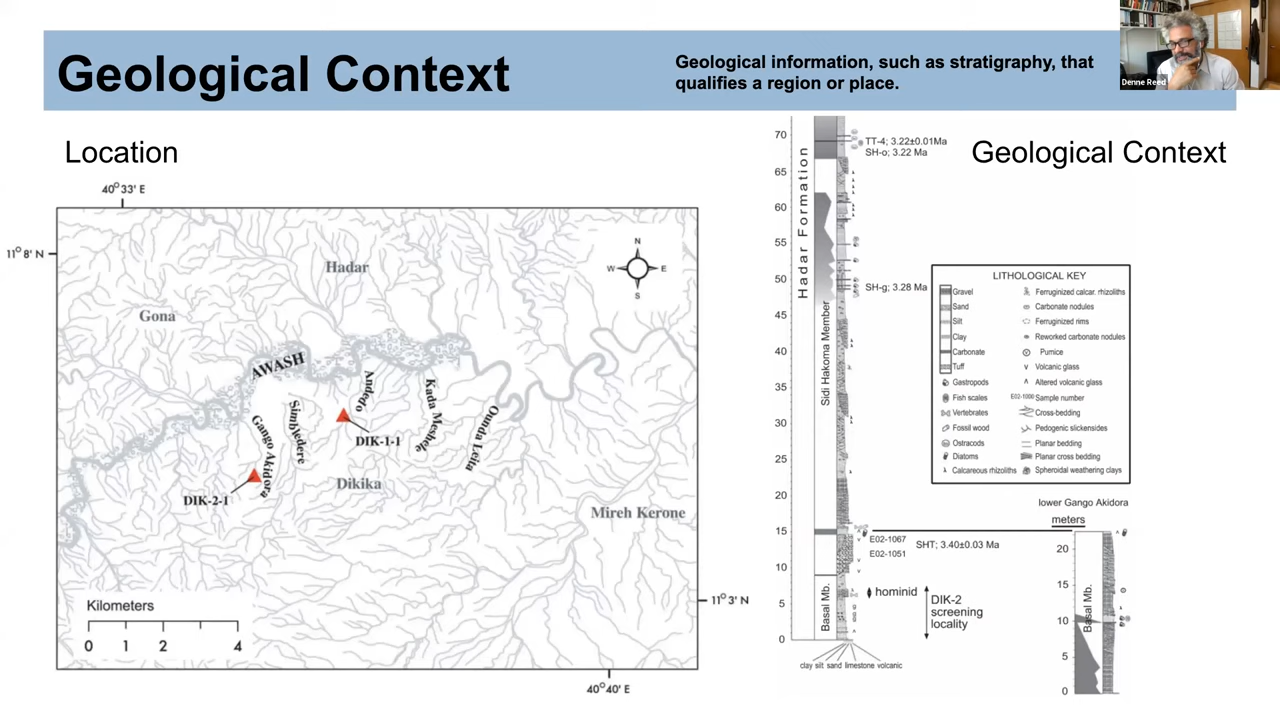 Geological Context
Geological information, such as stratigraphy, that
qualifies a region or place.
Denne Reed
Location
40°33' E
11°8' N
Hadar
N
W
E
S
Gona
AWASH
Andedo
Kada Meshele
Simbledere
Gango Akidora
Ounda Leita
DIK-1-1
DIK-2-1
Dikika
Mireh Kerone
Kilometers
0 1 2 4
11°3' N
40°40' E
Geological Context
70
65
60
55
50
45
40
35
30
25
20
15
10
5
0
Hadar Formation
Sidi Hakoma Member
Basal Mb.
TT-4; 3.22±0.01Ma
SH-o; 3.22 Ma
SH-g; 3.28 Ma
E02-1067
E02-1051
SHT; 3.40±0.03 Ma
hominid
DIK-2
screening
locality
clay silt sand limestone volcanic
LITHOLOGICAL KEY
Gravel
Sand
Silt
Clay
Carbonate
Tuff
Gastropods
Fish scales
Vertebrates
Fossil wood
Ostracods
Diatoms
Calcareous rhizoliths
Ferruginized calcar. rhizoliths
Carbonate nodules
Ferruginized rims
Reworked carbonate nodules
Pumice
v Volcanic glass
Altered volcanic glass
E02-1000 Sample number
Cross-bedding
Pedogenic slickensides
Planar bedding
Planar cross bedding
Spheroidal weathering clays
lower Gango Akidora
meters
20
15
10
5
0
Basal Mb.